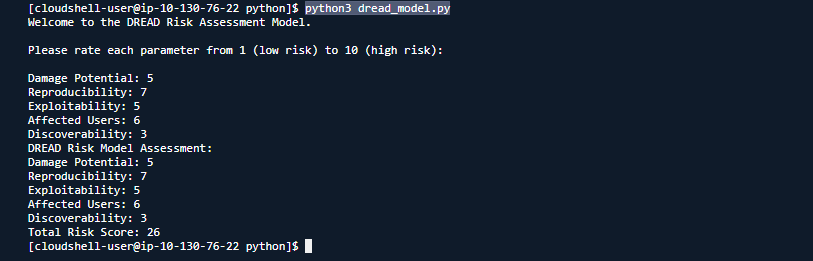 [cloudshell-user@ip-10-130-76-22 python]$ python3 dread_model.py
Welcome to the DREAD Risk Assessment Model.
Please rate each parameter from 1 (low risk) to 10 (high risk):
Damage Potential: 5
Reproducibility: 7
Exploitability: 5
Affected Users: 6
Discoverability: 3
DREAD Risk Model Assessment:
Damage Potential: 5
Reproducibility: 7
Exploitability: 5
Affected Users: 6
Discoverability: 3
Total Risk Score: 26
[cloudshell-user@ip-10-130-76-22 python]$